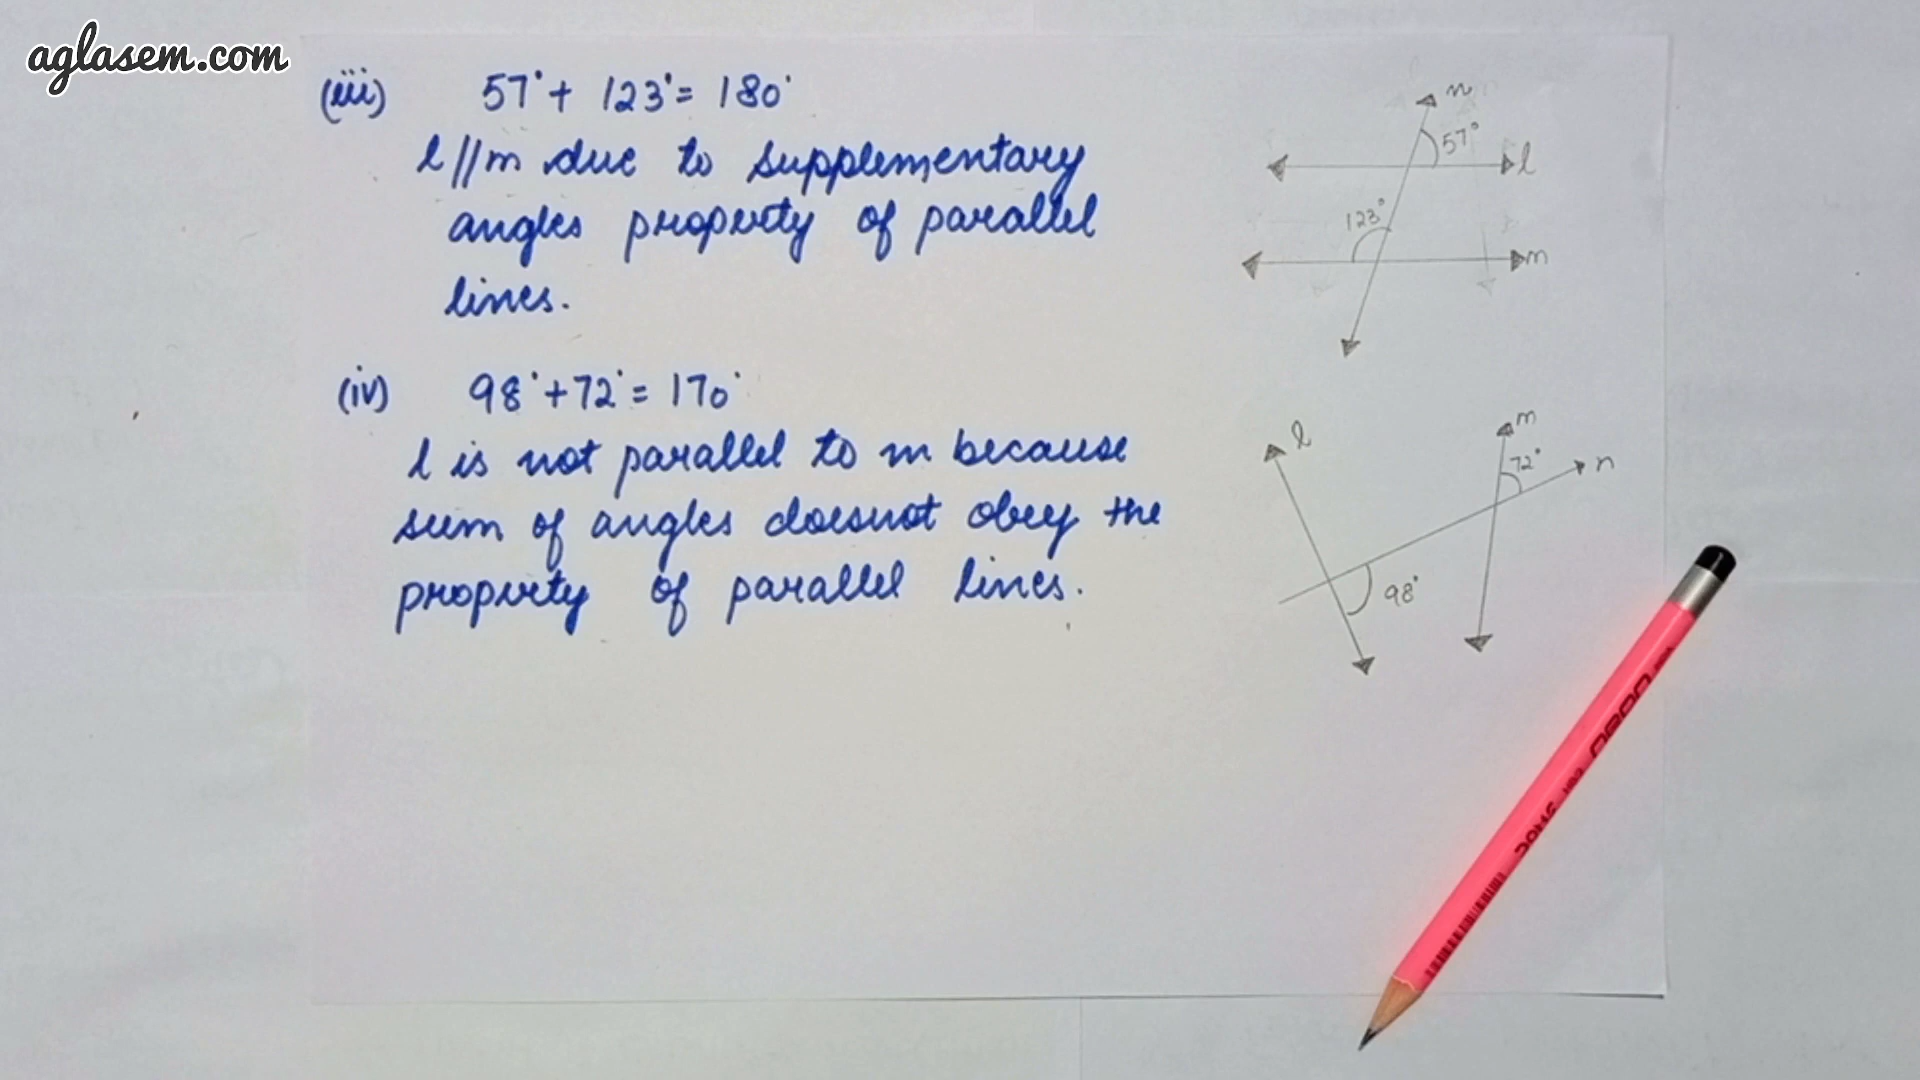 aglasem.com
(iii) 57° + 123° = 180°
l // m due to supplementary
angles property of parallel
lines.
n
57°
l
123°
m
(iv) 98° + 72° = 170°
l is not parallel to m because
sum of angles doesnot obey the
property of parallel lines.
l
m
72°
n
98°